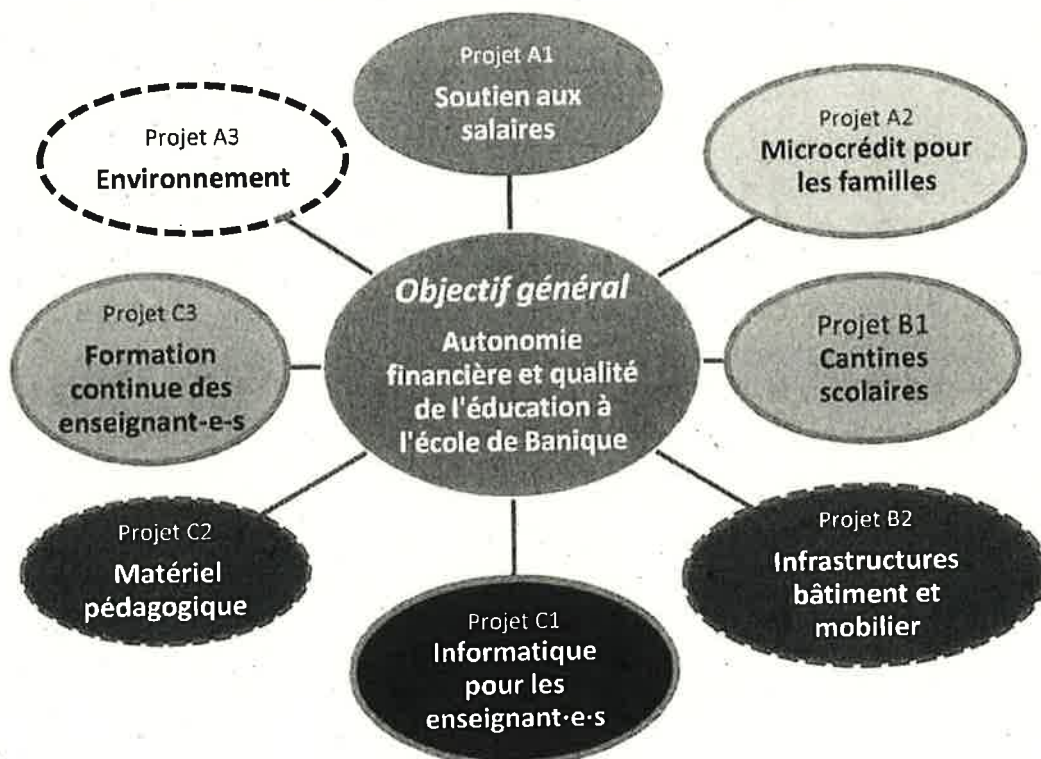 Projet A1
Soutien aux
salaires
Projet A2
Microcrédit pour
les familles
Projet B1
Cantines
scolaires
Projet B2
Infrastructures
bâtiment et
mobilier
Projet C1
Informatique
pour les
enseignant·e·s
Projet C2
Matériel
pédagogique
Projet C3
Formation
continue des
enseignant-e-s
Projet A3
Environnement
Objectif général
Autonomie
financière et qualité
de l'éducation à
l'école de Banique